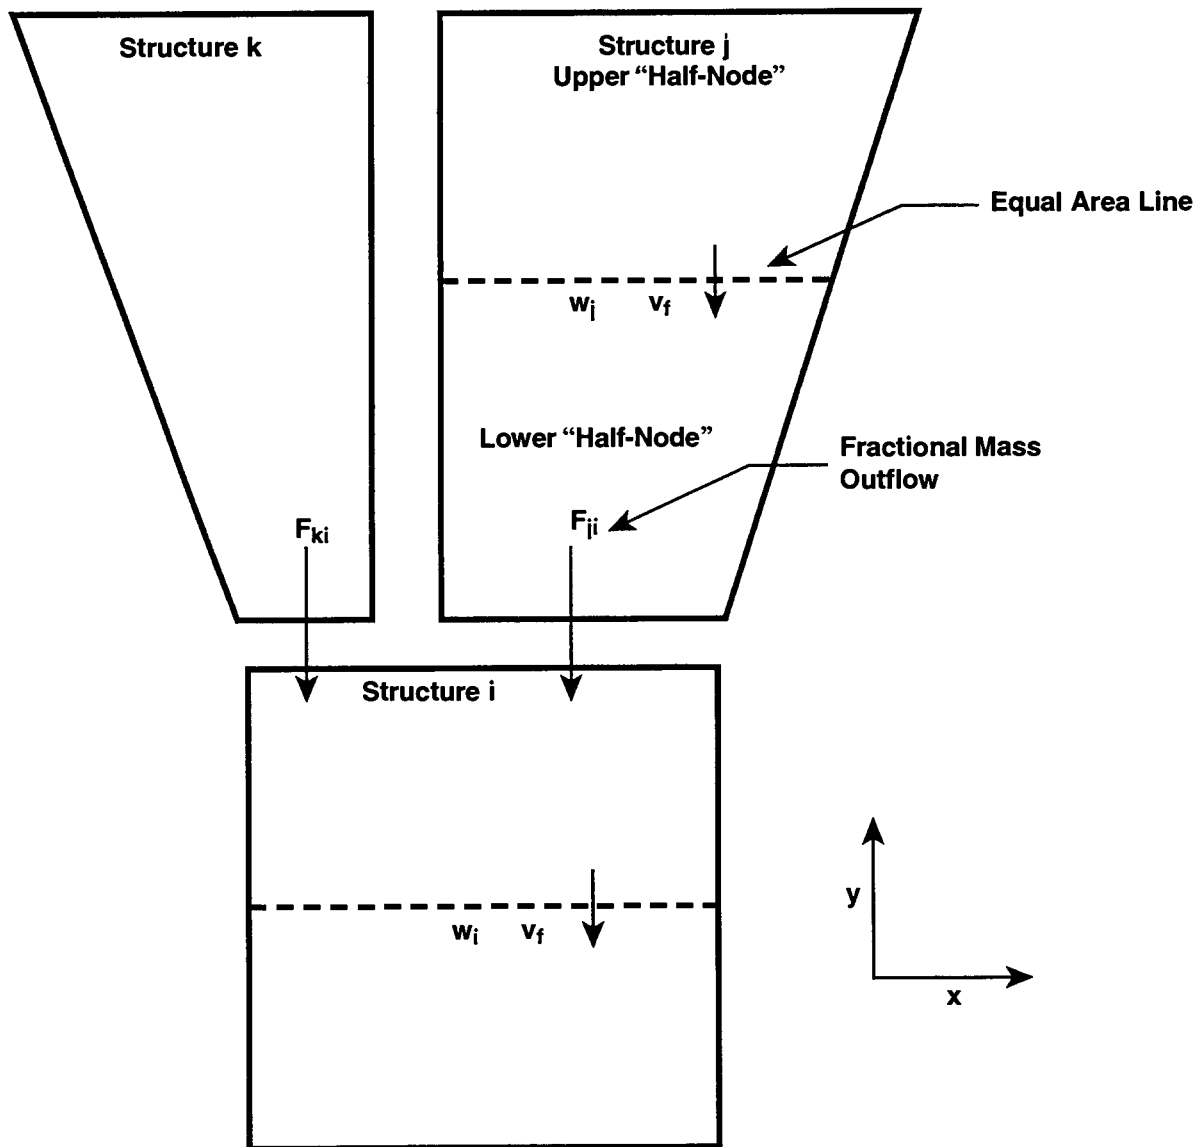 Structure k
Structure j
Upper “Half-Node”
Equal Area Line
wj vf
Lower “Half-Node”
Fractional Mass
Outflow
Fki
Fji
Structure i
wi vf
y
x